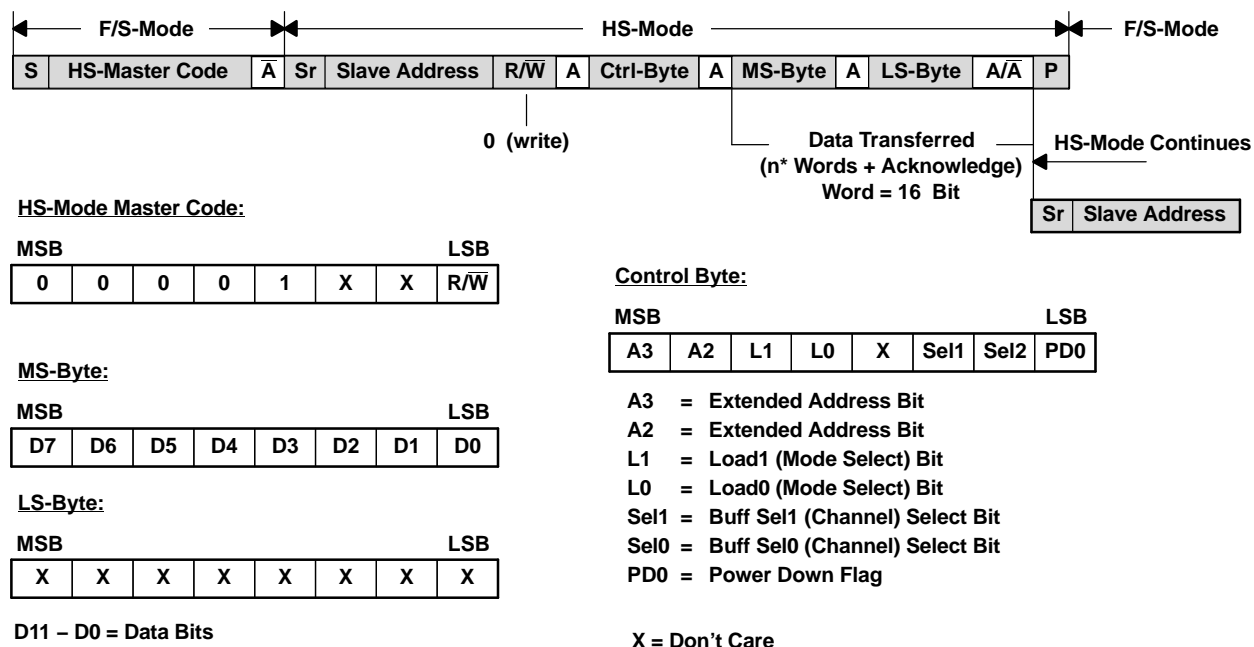 F/S-Mode HS-Mode F/S-Mode
S HS-Master Code A̅ Sr Slave Address R/W̅ A Ctrl-Byte A MS-Byte A LS-Byte A/A̅ P
0 (write)
Data Transferred
(n* Words + Acknowledge)
Word = 16 Bit
HS-Mode Continues
Sr Slave Address
HS-Mode Master Code:
MSB LSB
0 0 0 0 1 X X R/W̅
MS-Byte:
MSB LSB
D7 D6 D5 D4 D3 D2 D1 D0
LS-Byte:
MSB LSB
X X X X X X X X
D11 – D0 = Data Bits
Control Byte:
MSB LSB
A3 A2 L1 L0 X Sel1 Sel2 PD0
A3 = Extended Address Bit
A2 = Extended Address Bit
L1 = Load1 (Mode Select) Bit
L0 = Load0 (Mode Select) Bit
Sel1 = Buff Sel1 (Channel) Select Bit
Sel0 = Buff Sel0 (Channel) Select Bit
PD0 = Power Down Flag
X = Don't Care